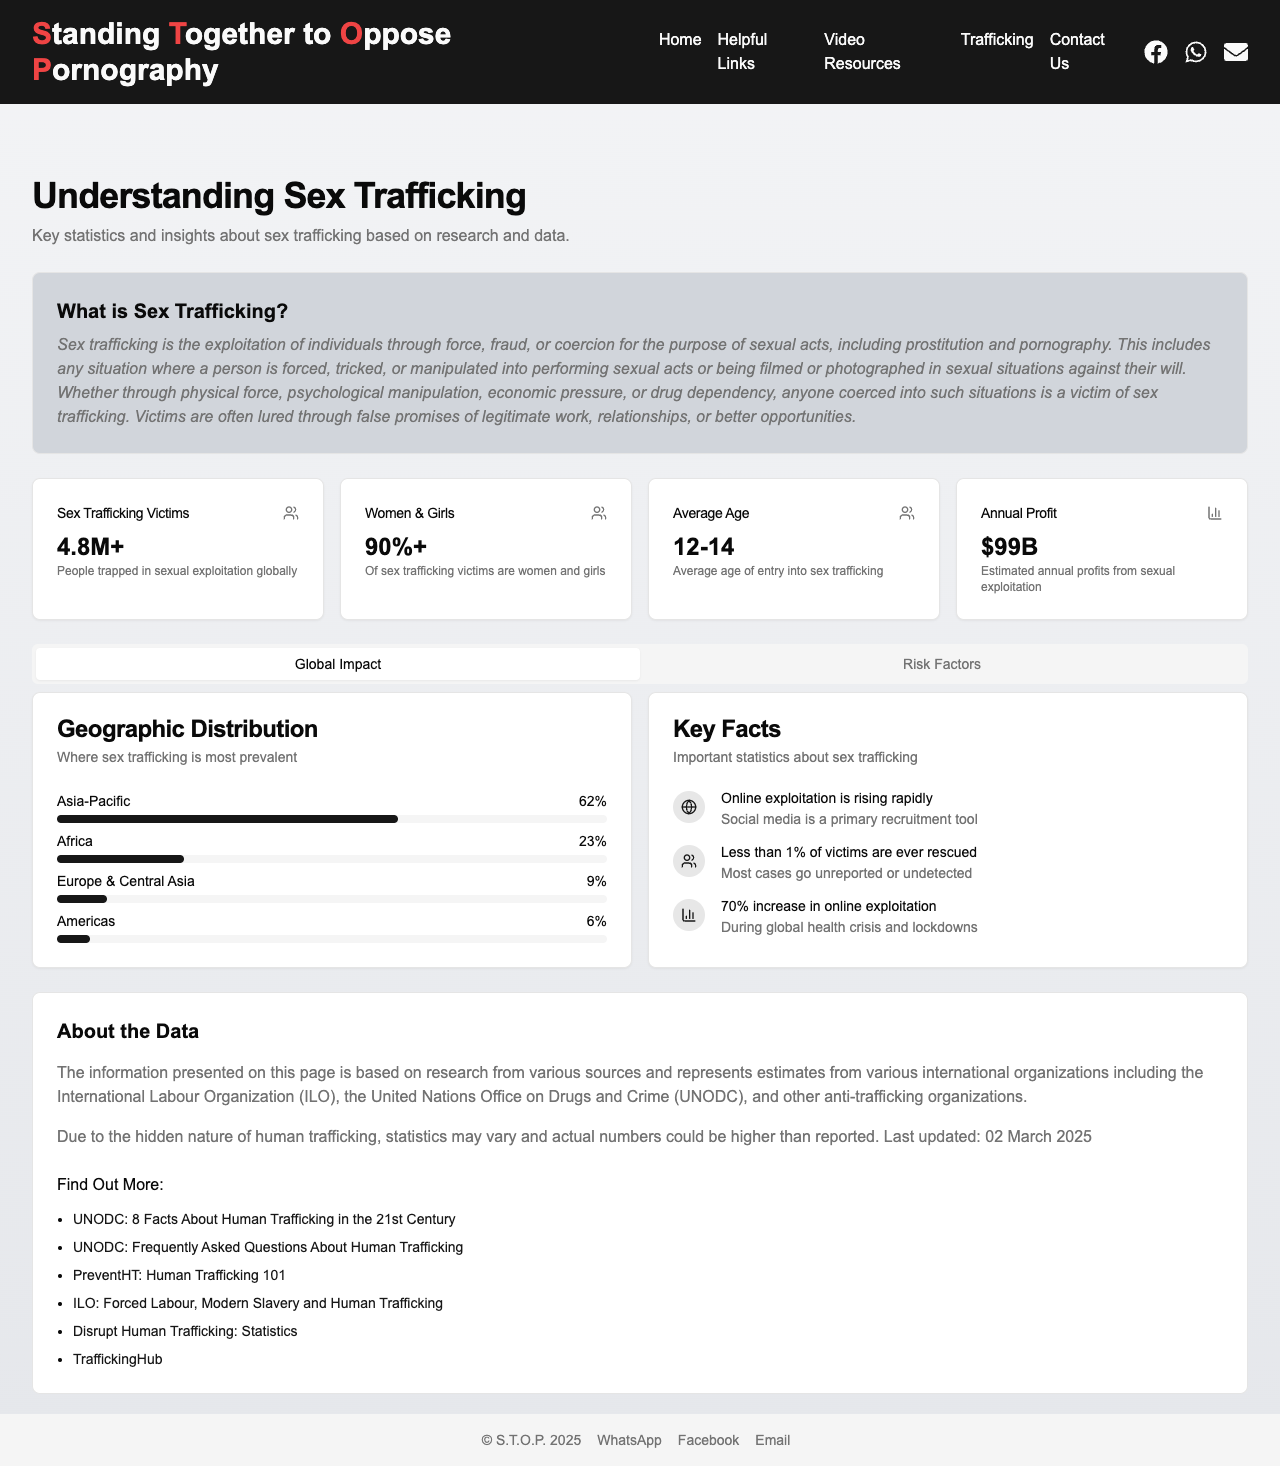 Standing Together to Oppose
Pornography
Home
Helpful
Links
Video
Resources
Trafficking
Contact
Us
Understanding Sex Trafficking
Key statistics and insights about sex trafficking based on research and data.
What is Sex Trafficking?
Sex trafficking is the exploitation of individuals through force, fraud, or coercion for the purpose of sexual acts, including prostitution and pornography. This includes
any situation where a person is forced, tricked, or manipulated into performing sexual acts or being filmed or photographed in sexual situations against their will.
Whether through physical force, psychological manipulation, economic pressure, or drug dependency, anyone coerced into such situations is a victim of sex
trafficking. Victims are often lured through false promises of legitimate work, relationships, or better opportunities.
Sex Trafficking Victims
4.8M+
People trapped in sexual exploitation globally
Women & Girls
90%+
Of sex trafficking victims are women and girls
Average Age
12-14
Average age of entry into sex trafficking
Annual Profit
$99B
Estimated annual profits from sexual
exploitation
Global Impact
Risk Factors
Geographic Distribution
Where sex trafficking is most prevalent
Asia-Pacific 62%
Africa 23%
Europe & Central Asia 9%
Americas 6%
Key Facts
Important statistics about sex trafficking
Online exploitation is rising rapidly
Social media is a primary recruitment tool
Less than 1% of victims are ever rescued
Most cases go unreported or undetected
70% increase in online exploitation
During global health crisis and lockdowns
About the Data
The information presented on this page is based on research from various sources and represents estimates from various international organizations including the
International Labour Organization (ILO), the United Nations Office on Drugs and Crime (UNODC), and other anti-trafficking organizations.
Due to the hidden nature of human trafficking, statistics may vary and actual numbers could be higher than reported. Last updated: 02 March 2025
Find Out More:
• UNODC: 8 Facts About Human Trafficking in the 21st Century
• UNODC: Frequently Asked Questions About Human Trafficking
• PreventHT: Human Trafficking 101
• ILO: Forced Labour, Modern Slavery and Human Trafficking
• Disrupt Human Trafficking: Statistics
• TraffickingHub
© S.T.O.P. 2025 WhatsApp Facebook Email